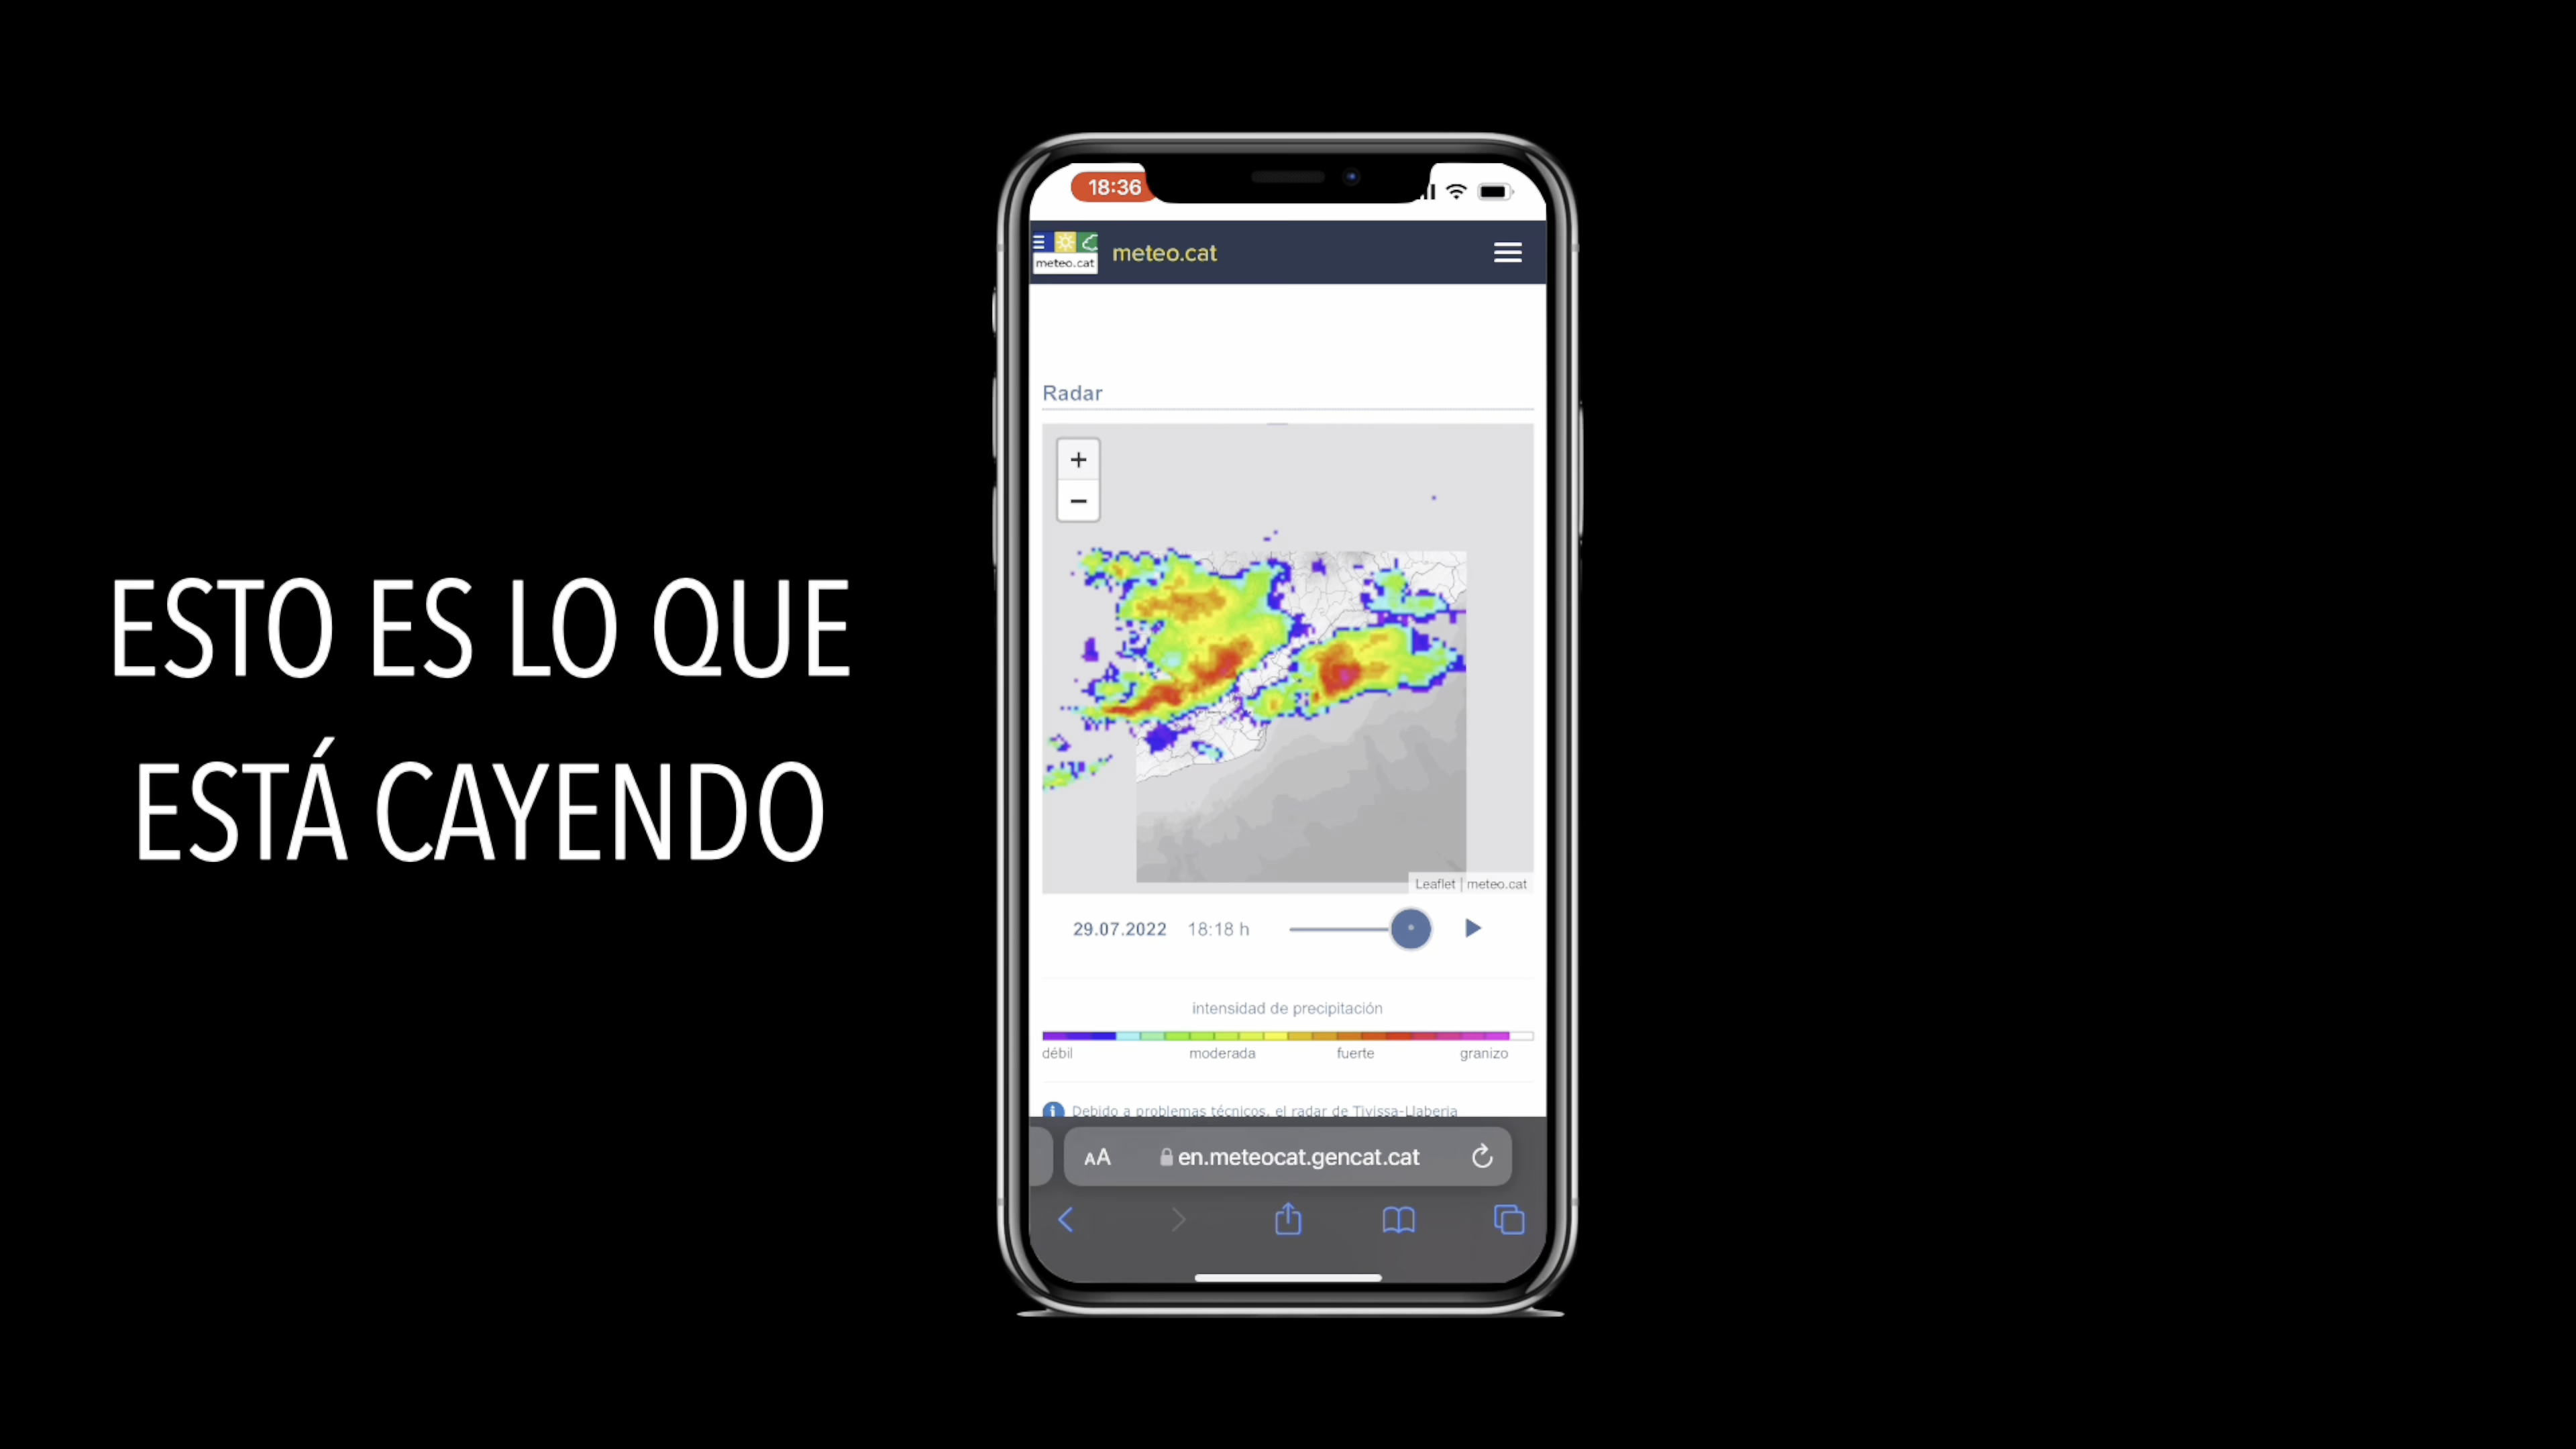 ESTO ES LO QUE
ESTÁ CAYENDO
18:36
meteo.cat
meteo.cat
Radar
+
−
Leaflet | meteo.cat
29.07.2022 18:18 h
intensidad de precipitación
débil moderada fuerte granizo
Debido a problemas técnicos, el radar de Tivissa-Llaberia
AA en.meteocat.gencat.cat